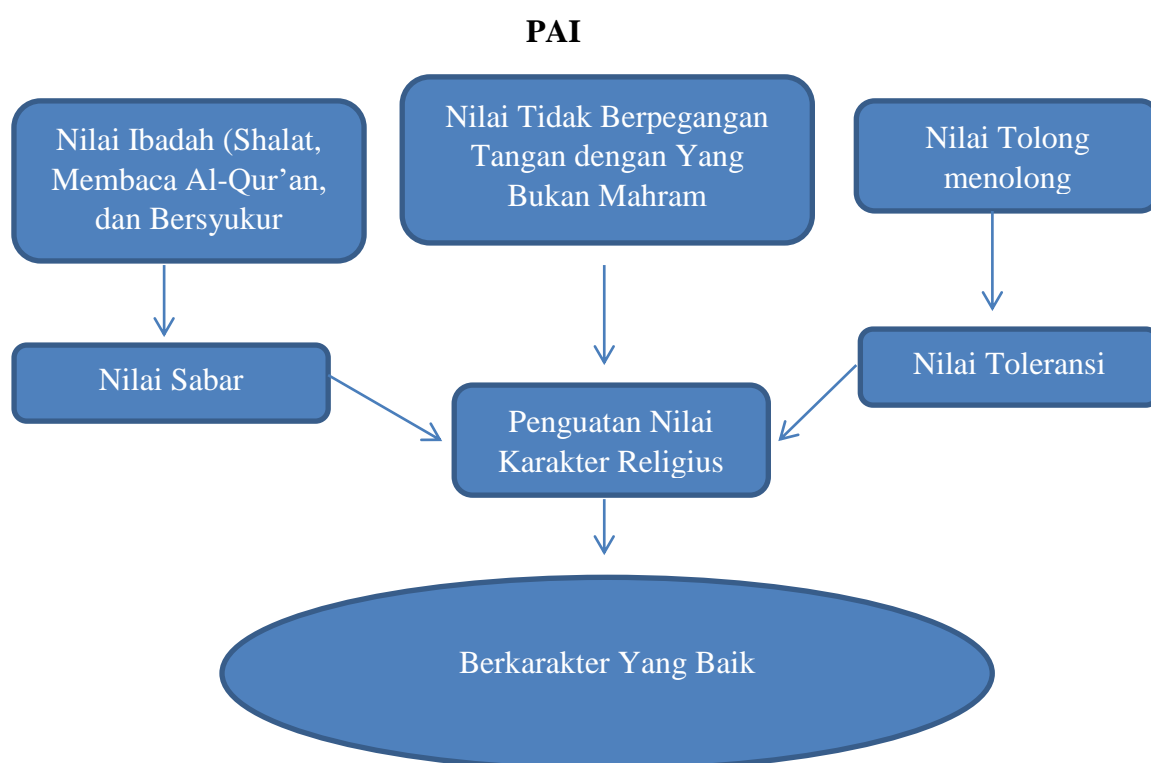 PAI
Nilai Ibadah (Shalat,
Membaca Al-Qur’an,
dan Bersyukur
Nilai Tidak Berpegangan
Tangan dengan Yang
Bukan Mahram
Nilai Tolong
menolong
Nilai Sabar
Nilai Toleransi
Penguatan Nilai
Karakter Religius
Berkarakter Yang Baik